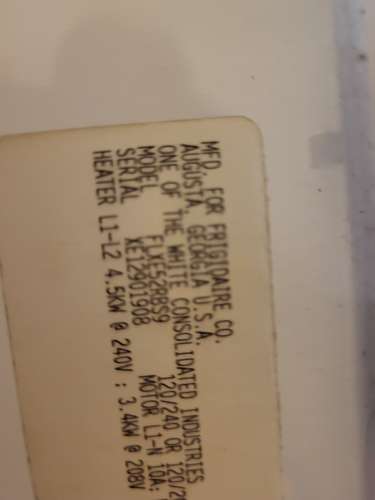 MFD. FOR FRIGIDAIRE CO.
AUGUSTA, GEORGIA U.S.A.
ONE OF THE WHITE CONSOLIDATED INDUSTRIES
MODEL FLXE52RBS9 120/240 OR 120/20
SERIAL XE12901908 MOTOR L1-N 10A;
HEATER L1-L2 4.5KW @ 240V ; 3.4KW @ 208V